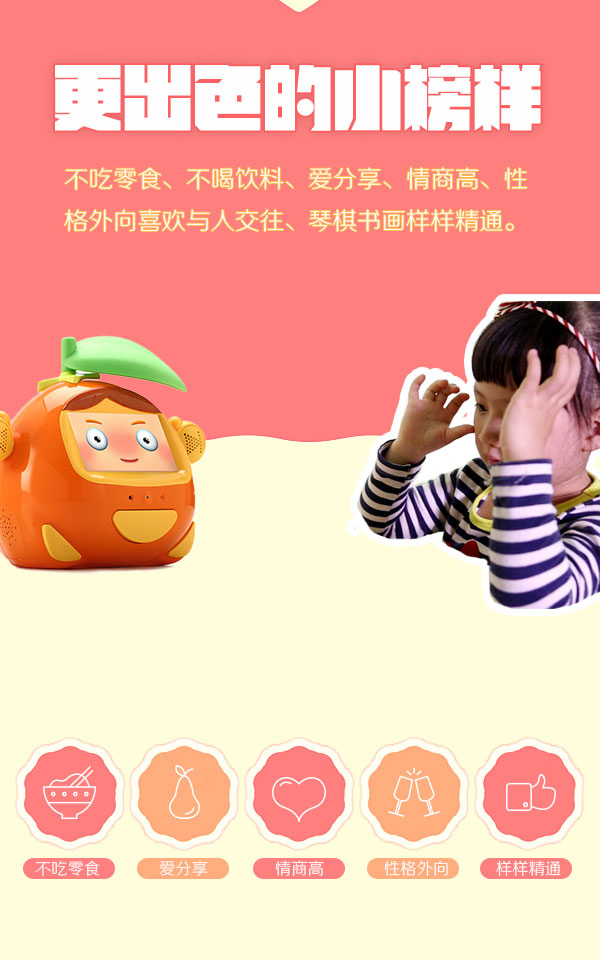 更出色的小榜样
不吃零食、不喝饮料、爱分享、情商高、性
格外向喜欢与人交往、琴棋书画样样精通。
不吃零食
爱分享
情商高
性格外向
样样精通